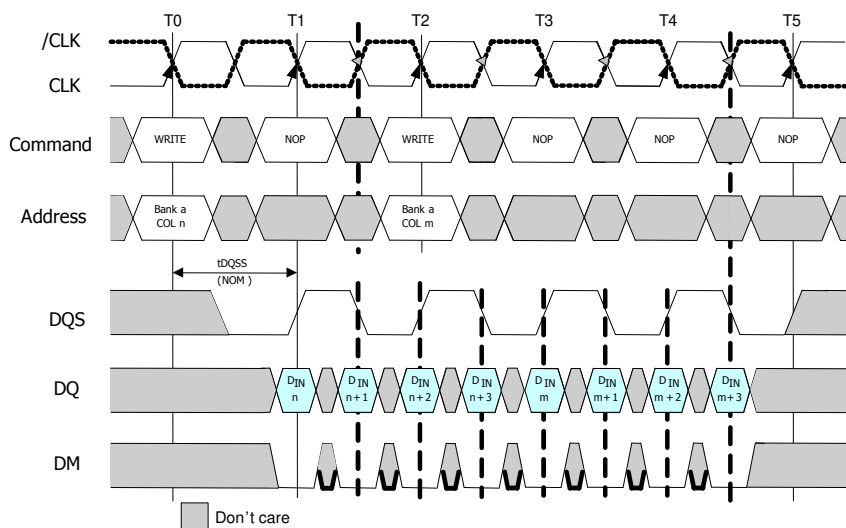 T0 T1 T2 T3 T4 T5
/CLK
CLK
Command WRITE NOP WRITE NOP NOP NOP
Address Bank a COL n Bank a COL m
tDQSS
(NOM)
DQS
DQ DIN n DIN n+1 DIN n+2 DIN n+3 DIN m DIN m+1 DIN m+2 DIN m+3
DM
Don't care